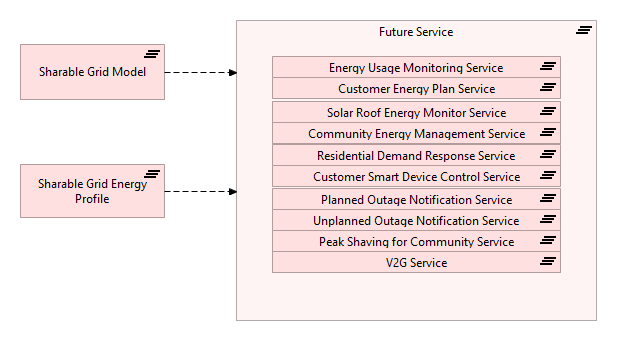 Future Service
Sharable Grid Model
Sharable Grid Energy
Profile
Energy Usage Monitoring Service
Customer Energy Plan Service
Solar Roof Energy Monitor Service
Community Energy Management Service
Residential Demand Response Service
Customer Smart Device Control Service
Planned Outage Notification Service
Unplanned Outage Notification Service
Peak Shaving for Community Service
V2G Service